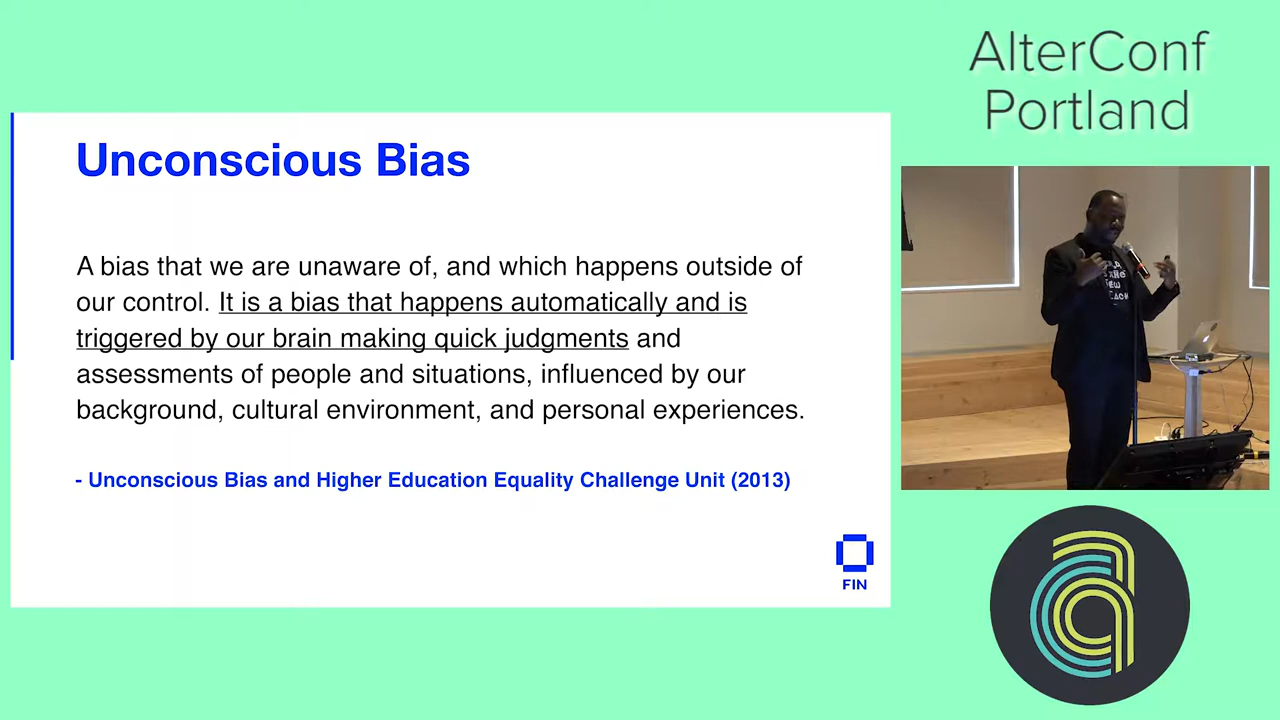 AlterConf
Portland
Unconscious Bias
A bias that we are unaware of, and which happens outside of
our control. It is a bias that happens automatically and is
triggered by our brain making quick judgments and
assessments of people and situations, influenced by our
background, cultural environment, and personal experiences.
- Unconscious Bias and Higher Education Equality Challenge Unit (2013)
FIN